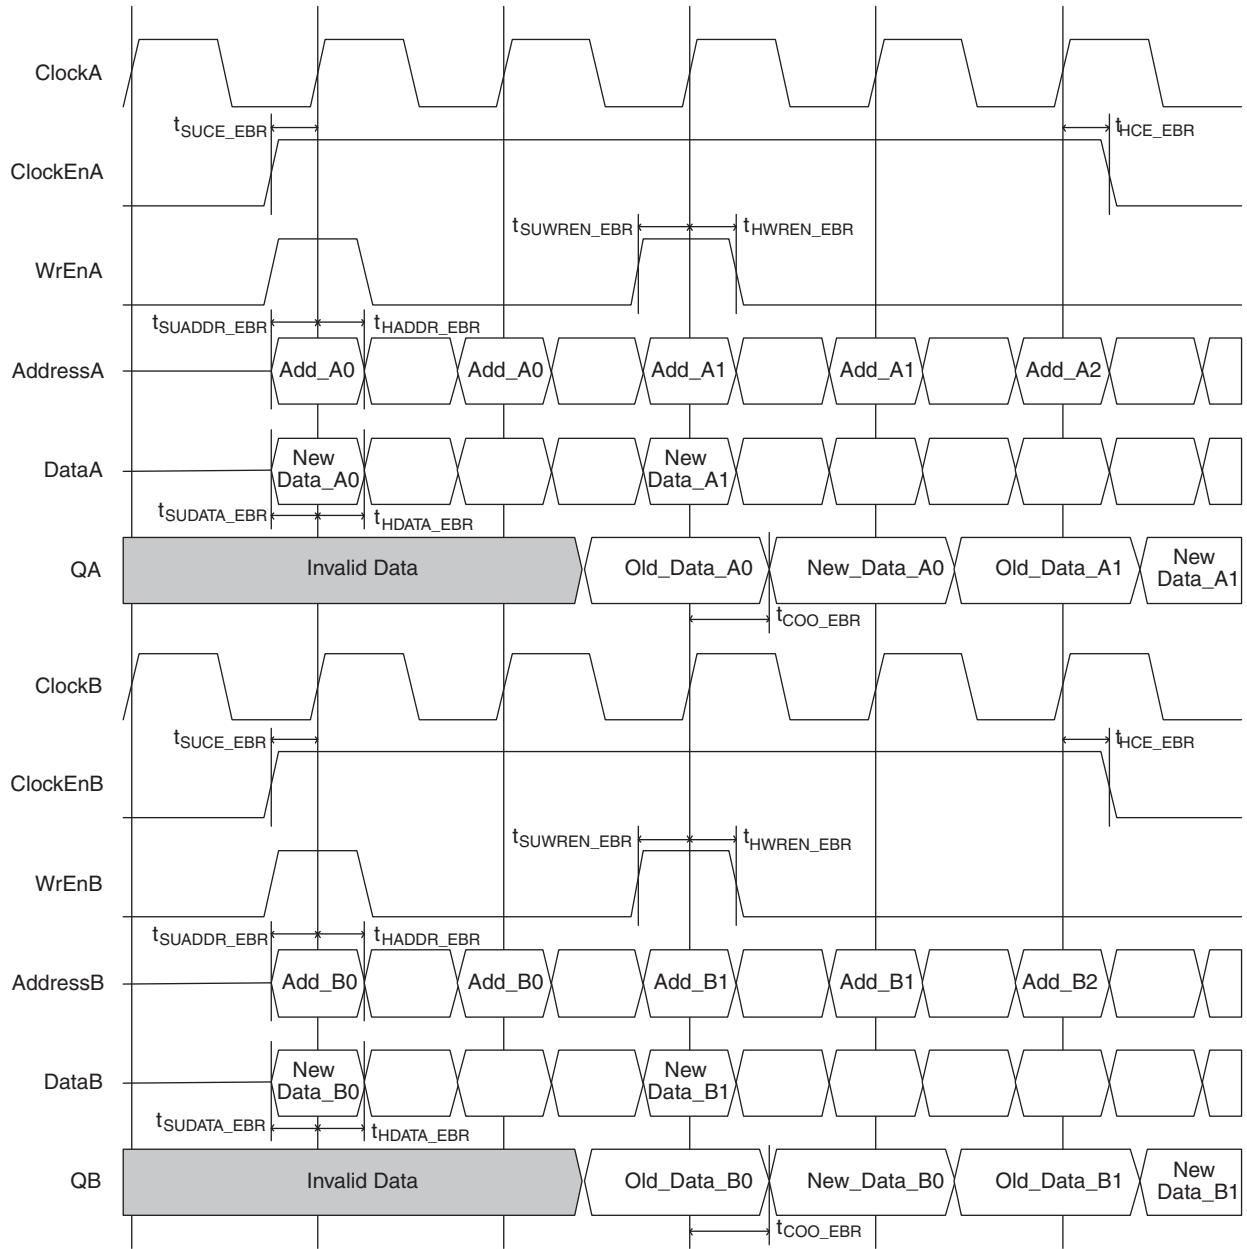 ClockA
tSUCE_EBR tHCE_EBR
ClockEnA
tSUWREN_EBR tHWREN_EBR
WrEnA
tSUADDR_EBR tHADDR_EBR
AddressA Add_A0 Add_A0 Add_A1 Add_A1 Add_A2
DataA New Data_A0 New Data_A1
tSUDATA_EBR tHDATA_EBR
QA Invalid Data Old_Data_A0 New_Data_A0 Old_Data_A1 New Data_A1
tCOO_EBR
ClockB
tSUCE_EBR tHCE_EBR
ClockEnB
tSUWREN_EBR tHWREN_EBR
WrEnB
tSUADDR_EBR tHADDR_EBR
AddressB Add_B0 Add_B0 Add_B1 Add_B1 Add_B2
DataB New Data_B0 New Data_B1
tSUDATA_EBR tHDATA_EBR
QB Invalid Data Old_Data_B0 New_Data_B0 Old_Data_B1 New Data_B1
tCOO_EBR